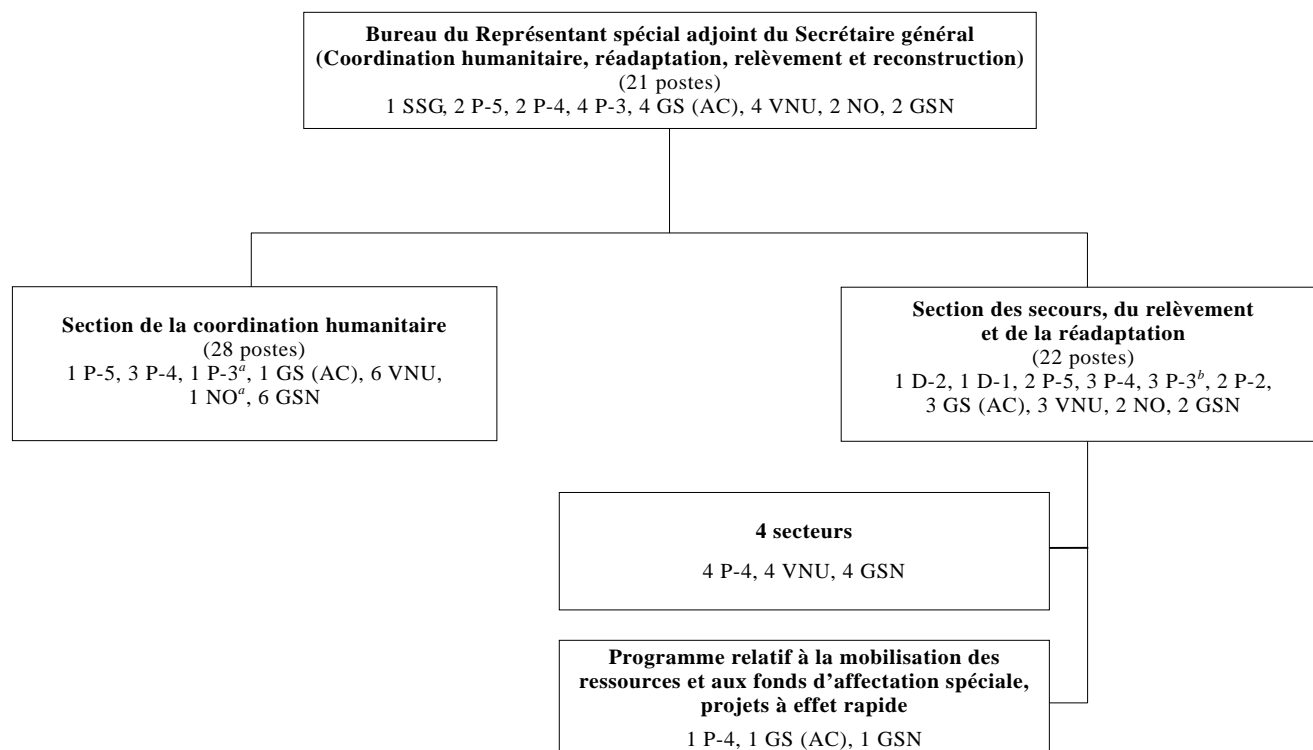 Bureau du Représentant spécial adjoint du Secrétaire général
(Coordination humanitaire, réadaptation, relèvement et reconstruction)
(21 postes)
1 SSG, 2 P-5, 2 P-4, 4 P-3, 4 GS (AC), 4 VNU, 2 NO, 2 GSN
Section de la coordination humanitaire
(28 postes)
1 P-5, 3 P-4, 1 P-3a, 1 GS (AC), 6 VNU,
1 NOa, 6 GSN
Section des secours, du relèvement
et de la réadaptation
(22 postes)
1 D-2, 1 D-1, 2 P-5, 3 P-4, 3 P-3b, 2 P-2,
3 GS (AC), 3 VNU, 2 NO, 2 GSN
4 secteurs
4 P-4, 4 VNU, 4 GSN
Programme relatif à la mobilisation des
ressources et aux fonds d’affectation spéciale,
projets à effet rapide
1 P-4, 1 GS (AC), 1 GSN